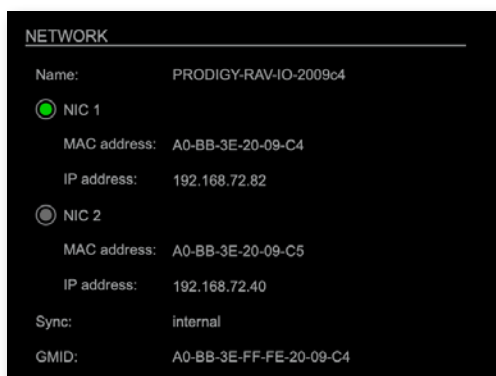 NETWORK
Name: PRODIGY-RAV-IO-2009c4
NIC 1
MAC address: A0-BB-3E-20-09-C4
IP address: 192.168.72.82
NIC 2
MAC address: A0-BB-3E-20-09-C5
IP address: 192.168.72.40
Sync: internal
GMID: A0-BB-3E-FF-FE-20-09-C4